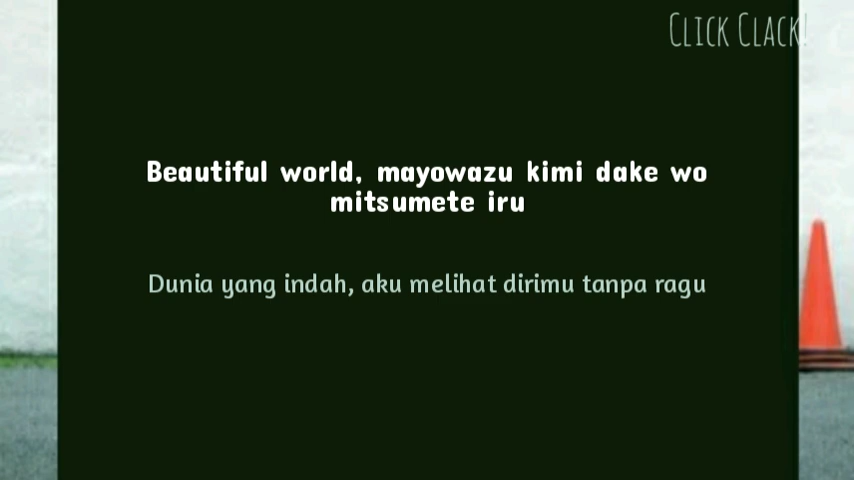 CLICK CLACK!
Beautiful world, mayowazu kimi dake wo
mitsumete iru
Dunia yang indah, aku melihat dirimu tanpa ragu